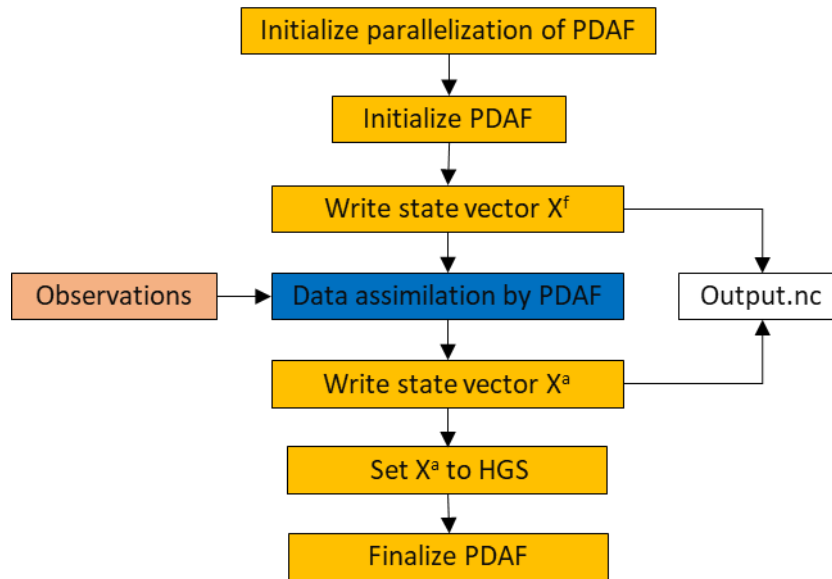 Initialize parallelization of PDAF
Initialize PDAF
Write state vector Xᶠ
Observations
Data assimilation by PDAF
Output.nc
Write state vector Xᵃ
Set Xᵃ to HGS
Finalize PDAF